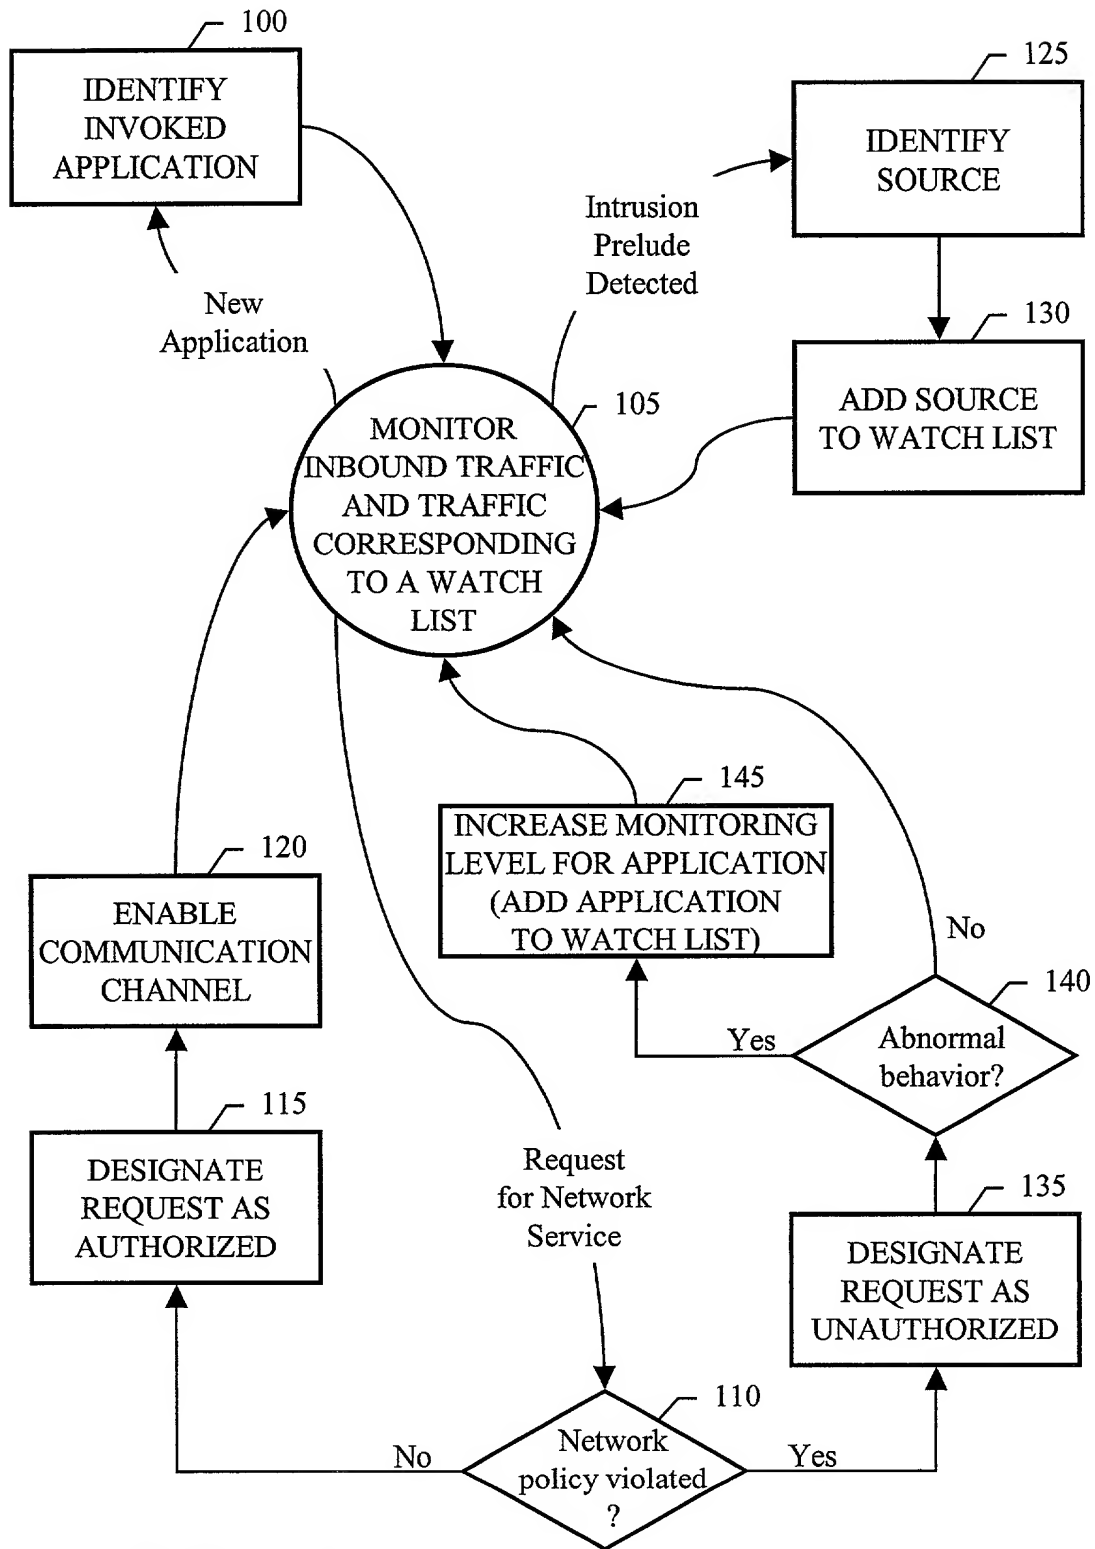 100
IDENTIFY
INVOKED
APPLICATION
125
IDENTIFY
SOURCE
Intrusion
Prelude
Detected
New
Application
130
ADD SOURCE
TO WATCH LIST
105
MONITOR
INBOUND TRAFFIC
AND TRAFFIC
CORRESPONDING
TO A WATCH
LIST
145
INCREASE MONITORING
LEVEL FOR APPLICATION
(ADD APPLICATION
TO WATCH LIST)
120
ENABLE
COMMUNICATION
CHANNEL
No
140
Abnormal
behavior?
Yes
115
DESIGNATE
REQUEST AS
AUTHORIZED
Request
for Network
Service
135
DESIGNATE
REQUEST AS
UNAUTHORIZED
110
Network
policy violated
?
No
Yes